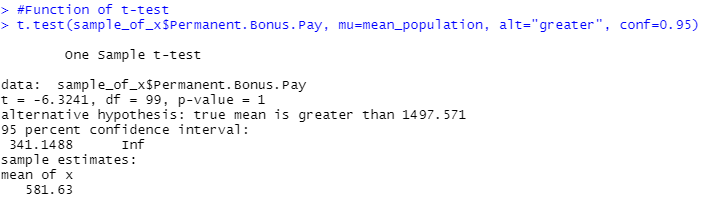 > #Function of t-test
> t.test(sample_of_x$Permanent.Bonus.Pay, mu=mean_population, alt="greater", conf=0.95)
One Sample t-test
data:  sample_of_x$Permanent.Bonus.Pay
t = -6.3241, df = 99, p-value = 1
alternative hypothesis: true mean is greater than 1497.571
95 percent confidence interval:
341.1488      Inf
sample estimates:
mean of x
581.63